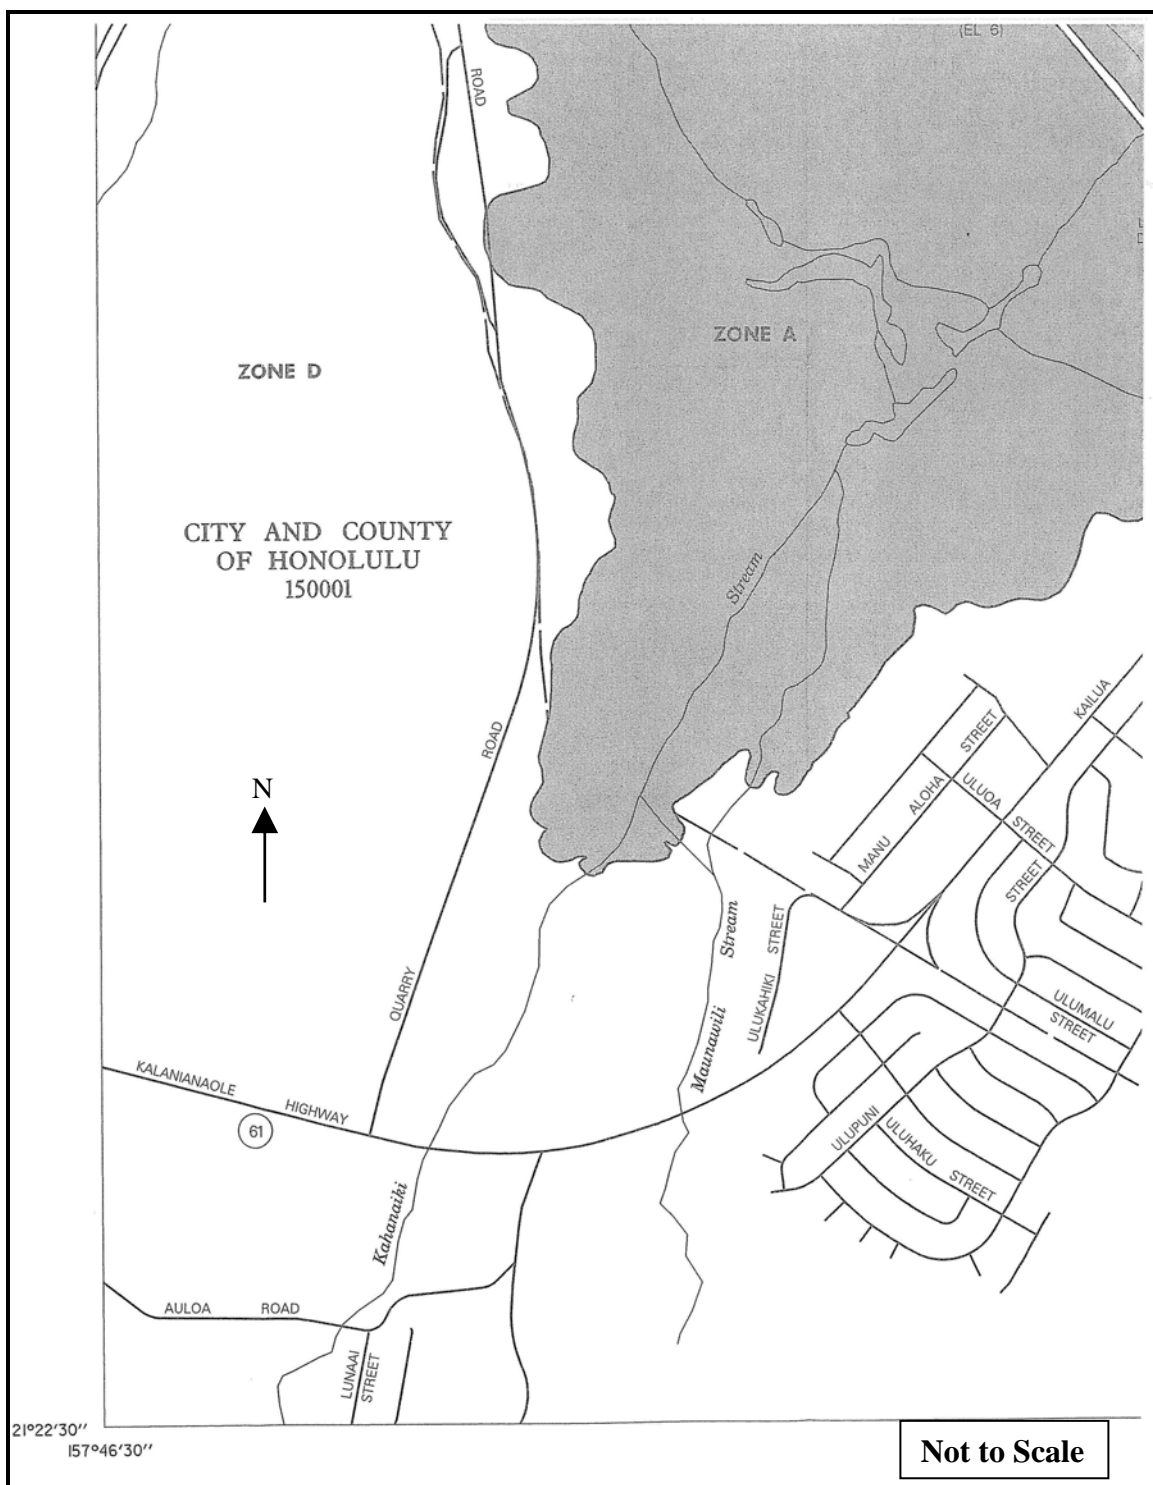 (EL 6)
ROAD
ZONE A
ZONE D
CITY AND COUNTY
OF HONOLULU
150001
Stream
ROAD
KAILUA
MANU ALOHA STREET
ULUOA STREET
STREET
N
QUARRY
ULUKAHIKI STREET
Maunawili Stream
ULUMALU
STREET
KALANIANAOLE HIGHWAY
61
ULUPUNI
ULUHAKU STREET
Kahanaiki
AULOA ROAD
LUNAAI
STREET
21°22'30"
157°46'30"
Not to Scale